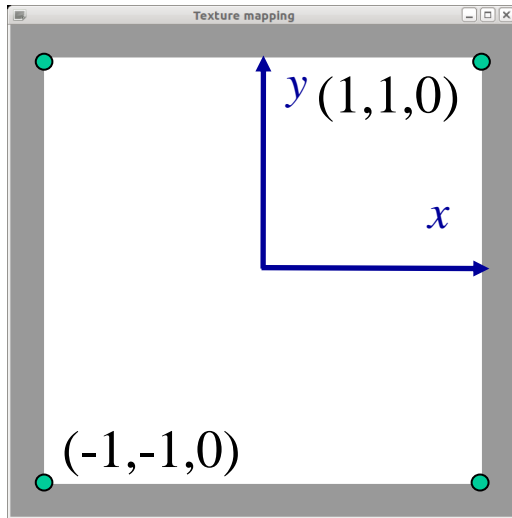 Texture mapping
y (1,1,0)
x
(-1,-1,0)